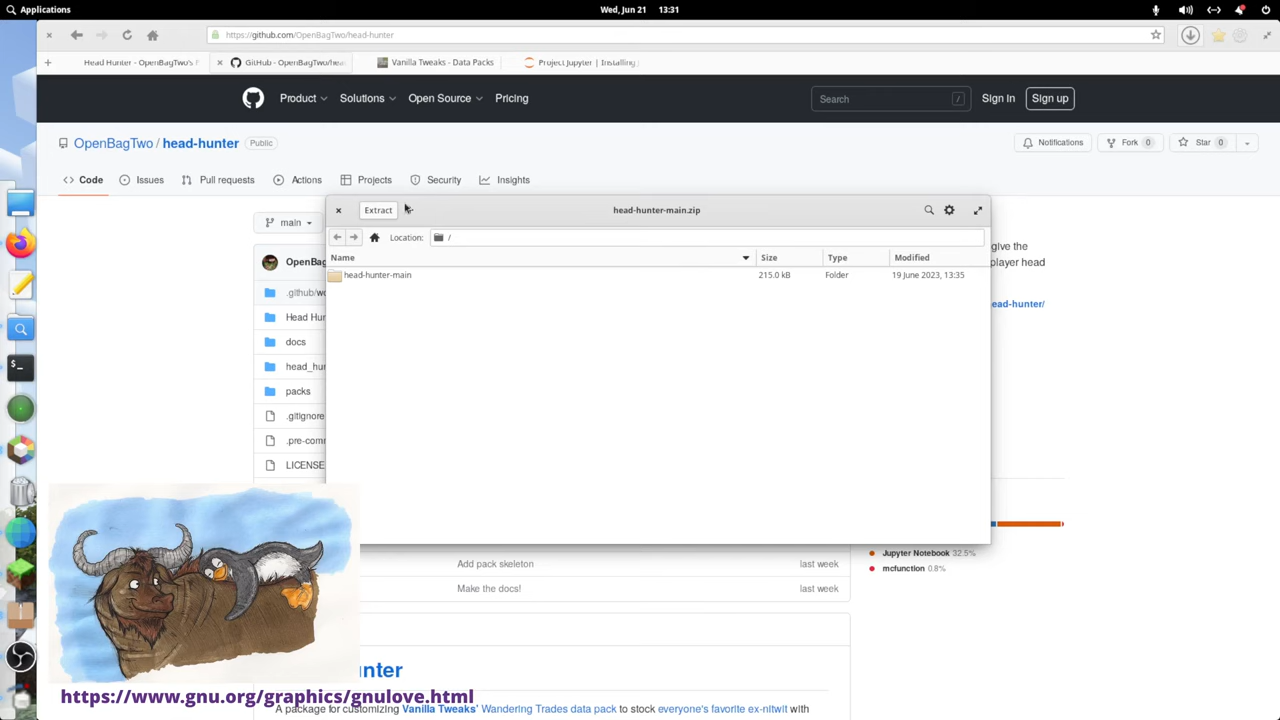 Applications
Wed, Jun 21 13:31
https://github.com/OpenBagTwo/head-hunter
Head Hunter - OpenBagTwo's
GitHub - OpenBagTwo/hea
Vanilla Tweaks - Data Packs
Project Jupyter | Installing
Product
Solutions
Open Source
Pricing
Search
/
Sign In
Sign up
OpenBagTwo / head-hunter
Public
Notifications
Fork 0
Star 0
Code
Issues
Pull requests
Actions
Projects
Security
Insights
main
Extract
head-hunter-main.zip
Location:
/
Name
Size
Type
Modified
head-hunter-main
215.0 kB
Folder
19 June 2023, 13:35
OpenBag
.github/wo
Head Hun
docs
head_hun
packs
.gitignore
.pre-comm
LICENSE
give the
player head
ead-hunter/
Add pack skeleton
last week
Make the docs!
last week
Jupyter Notebook 32.5%
mcfunction 0.8%
unter
A package for customizing Vanilla Tweaks' Wandering Trades data pack to stock everyone's favorite ex-nitwit with
https://www.gnu.org/graphics/gnulove.html